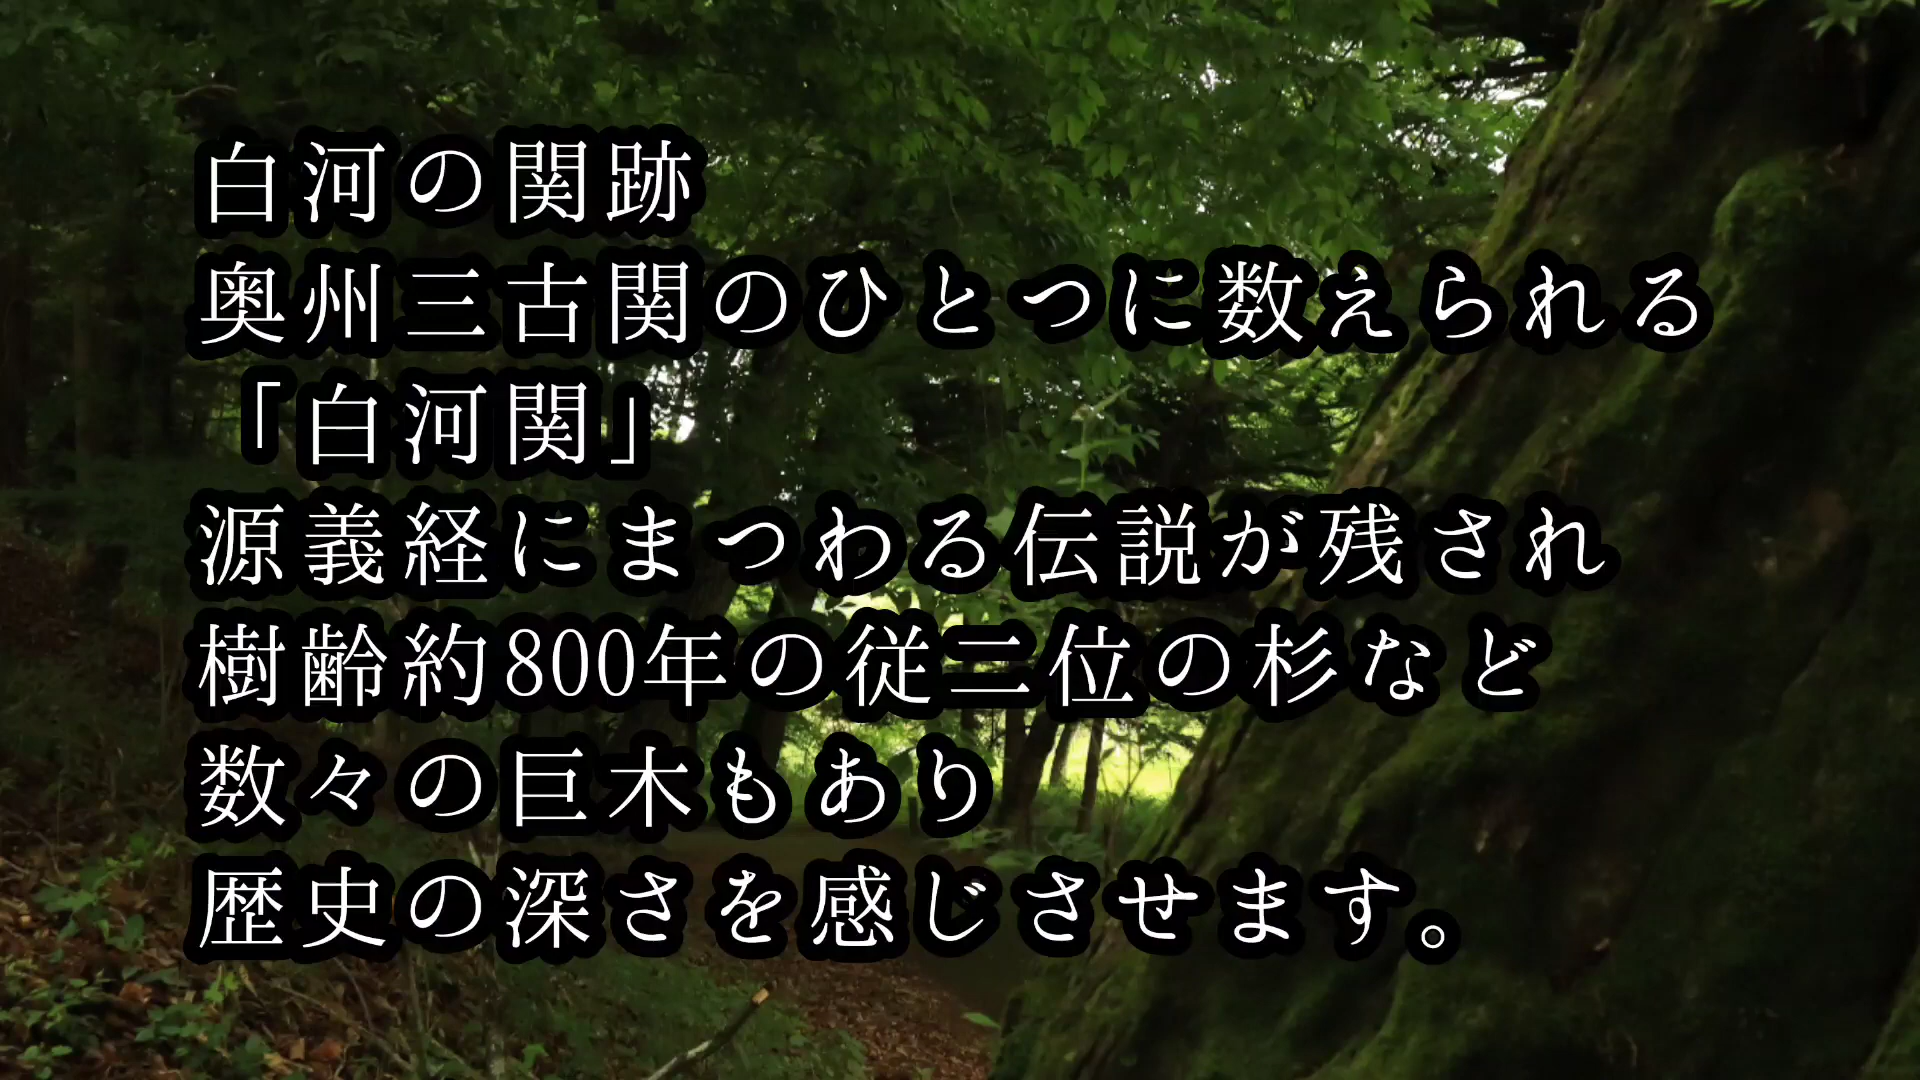 白河の関跡
奥州三古関のひとつに数えられる
「白河関」
源義経にまつわる伝説が残され
樹齢約800年の従二位の杉など
数々の巨木もあり
歴史の深さを感じさせます。